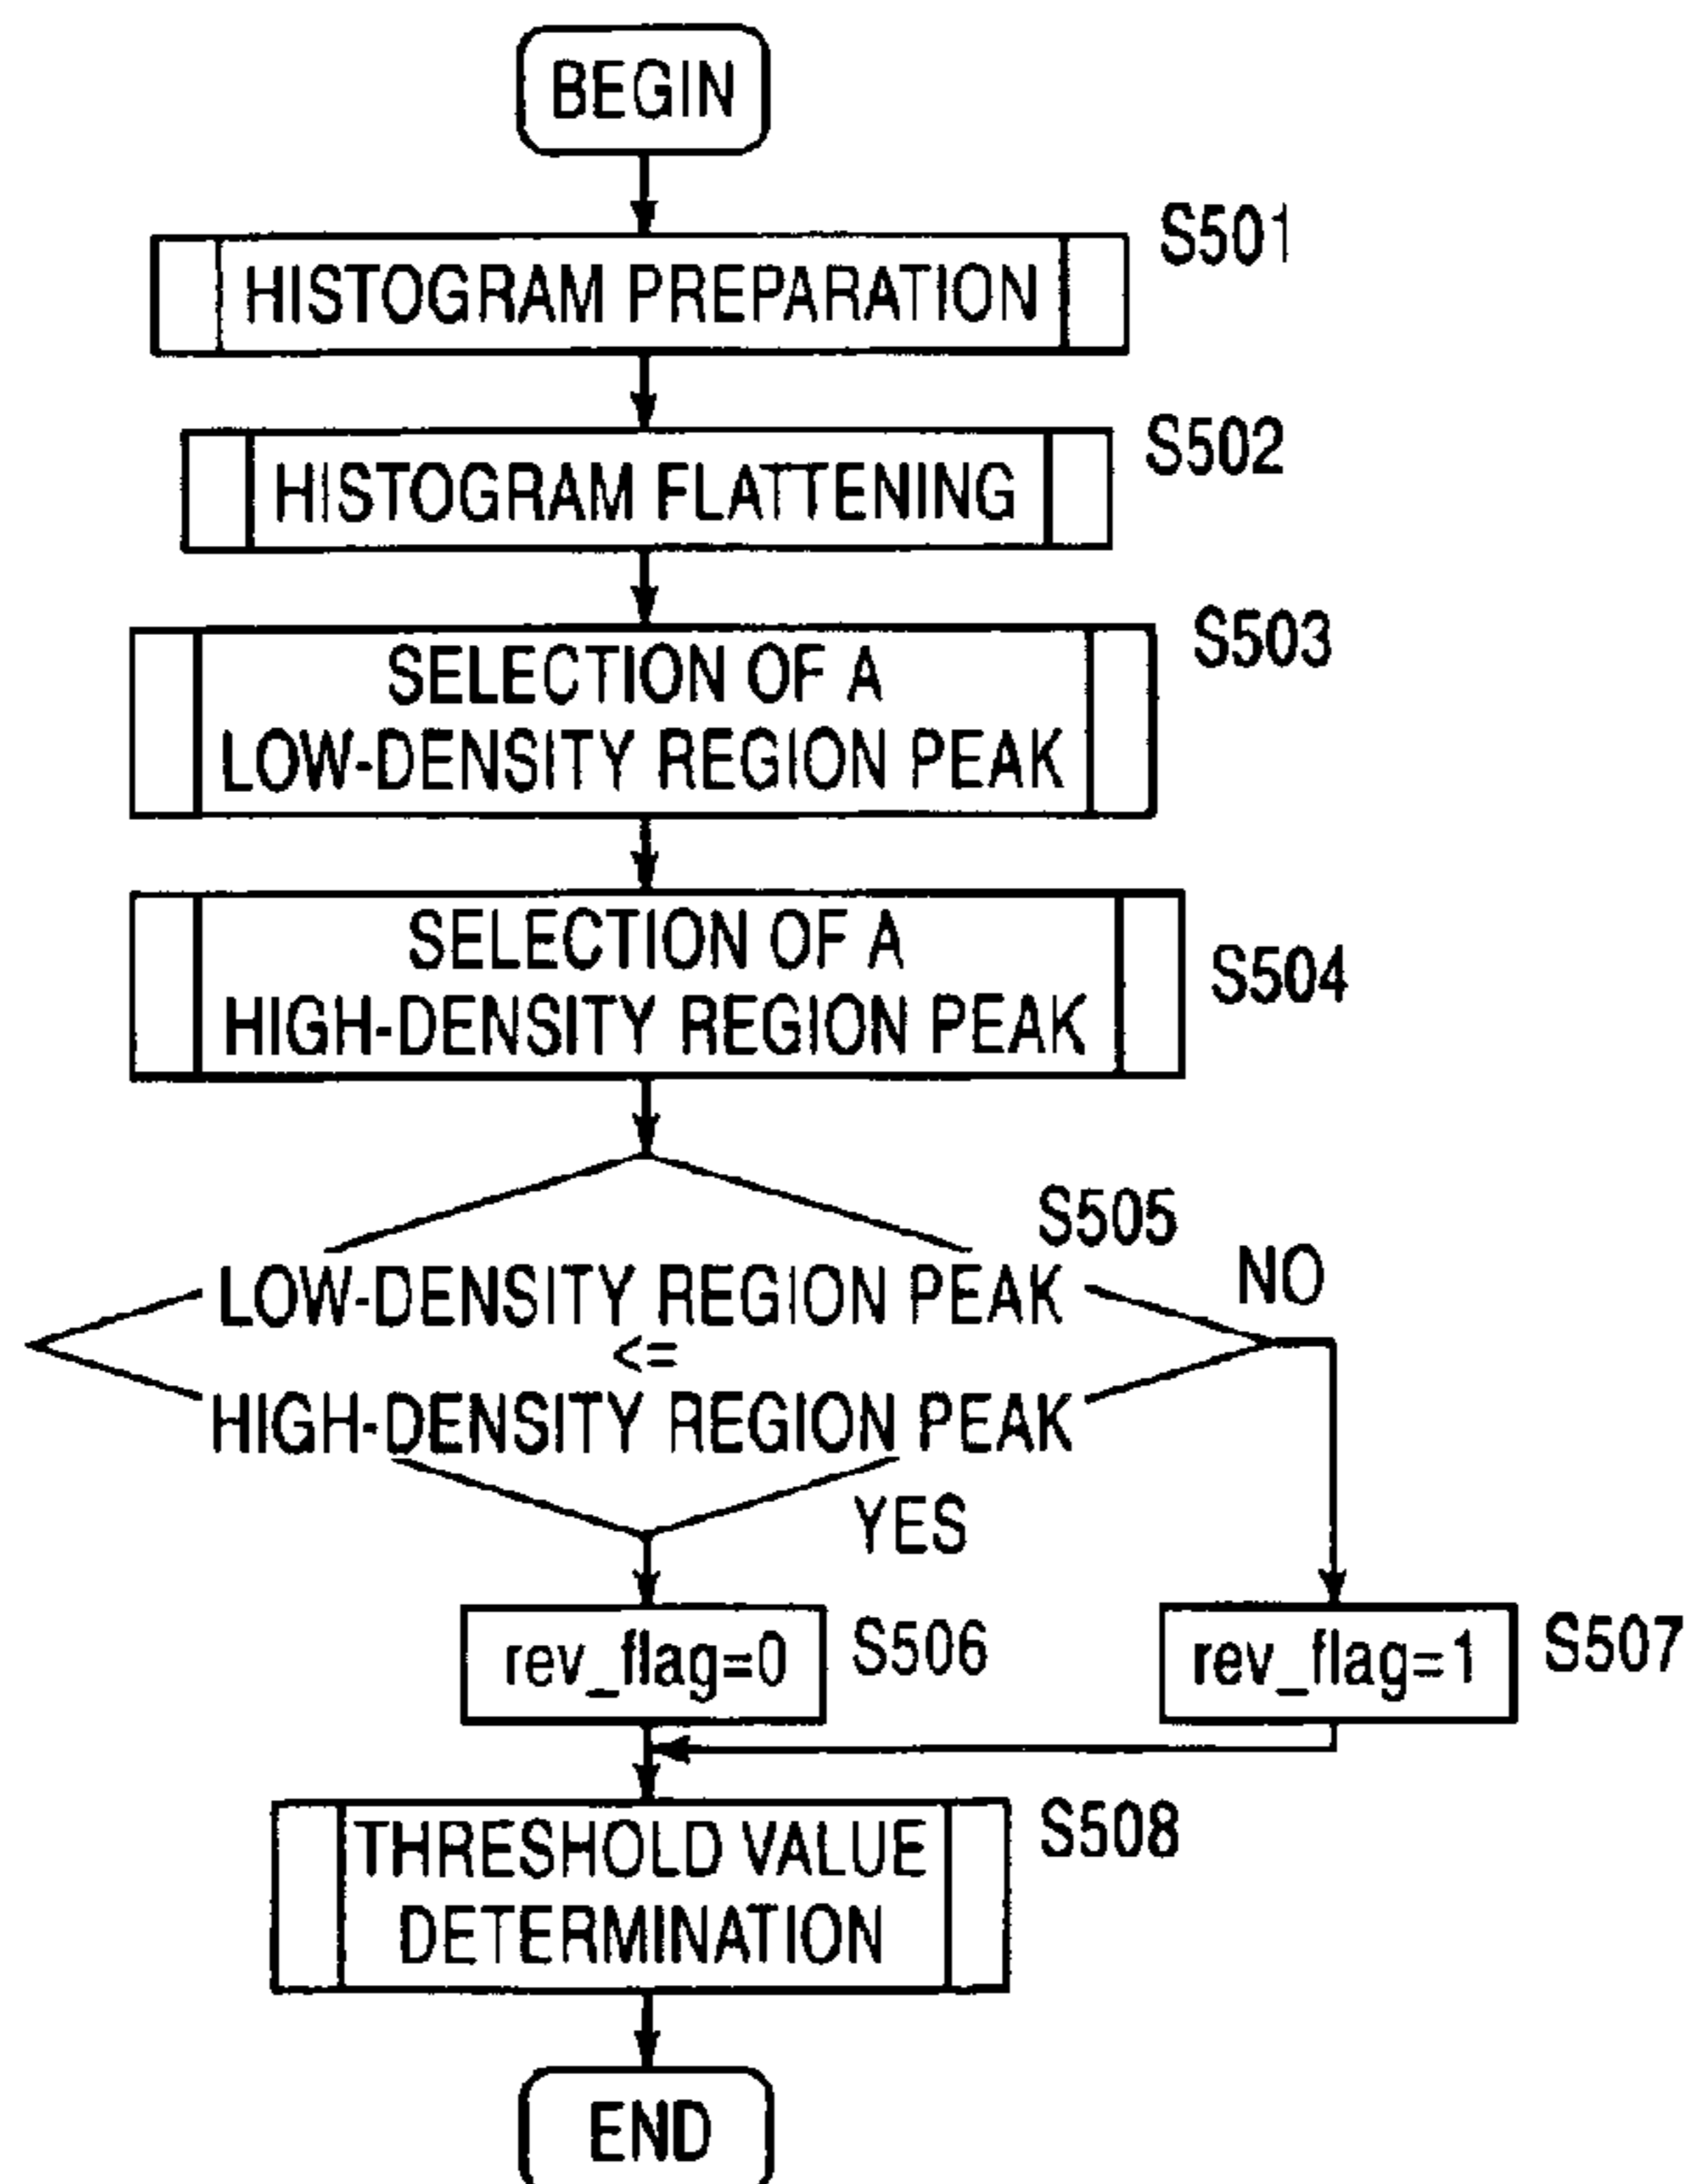 BEGIN
S501
HISTOGRAM PREPARATION
S502
HISTOGRAM FLATTENING
S503
SELECTION OF A
LOW-DENSITY REGION PEAK
SELECTION OF A
HIGH-DENSITY REGION PEAK
S504
S505
NO
LOW-DENSITY REGION PEAK
<=
HIGH-DENSITY REGION PEAK
YES
rev_flag=0
S506
rev_flag=1
S507
THRESHOLD VALUE
DETERMINATION
S508
END